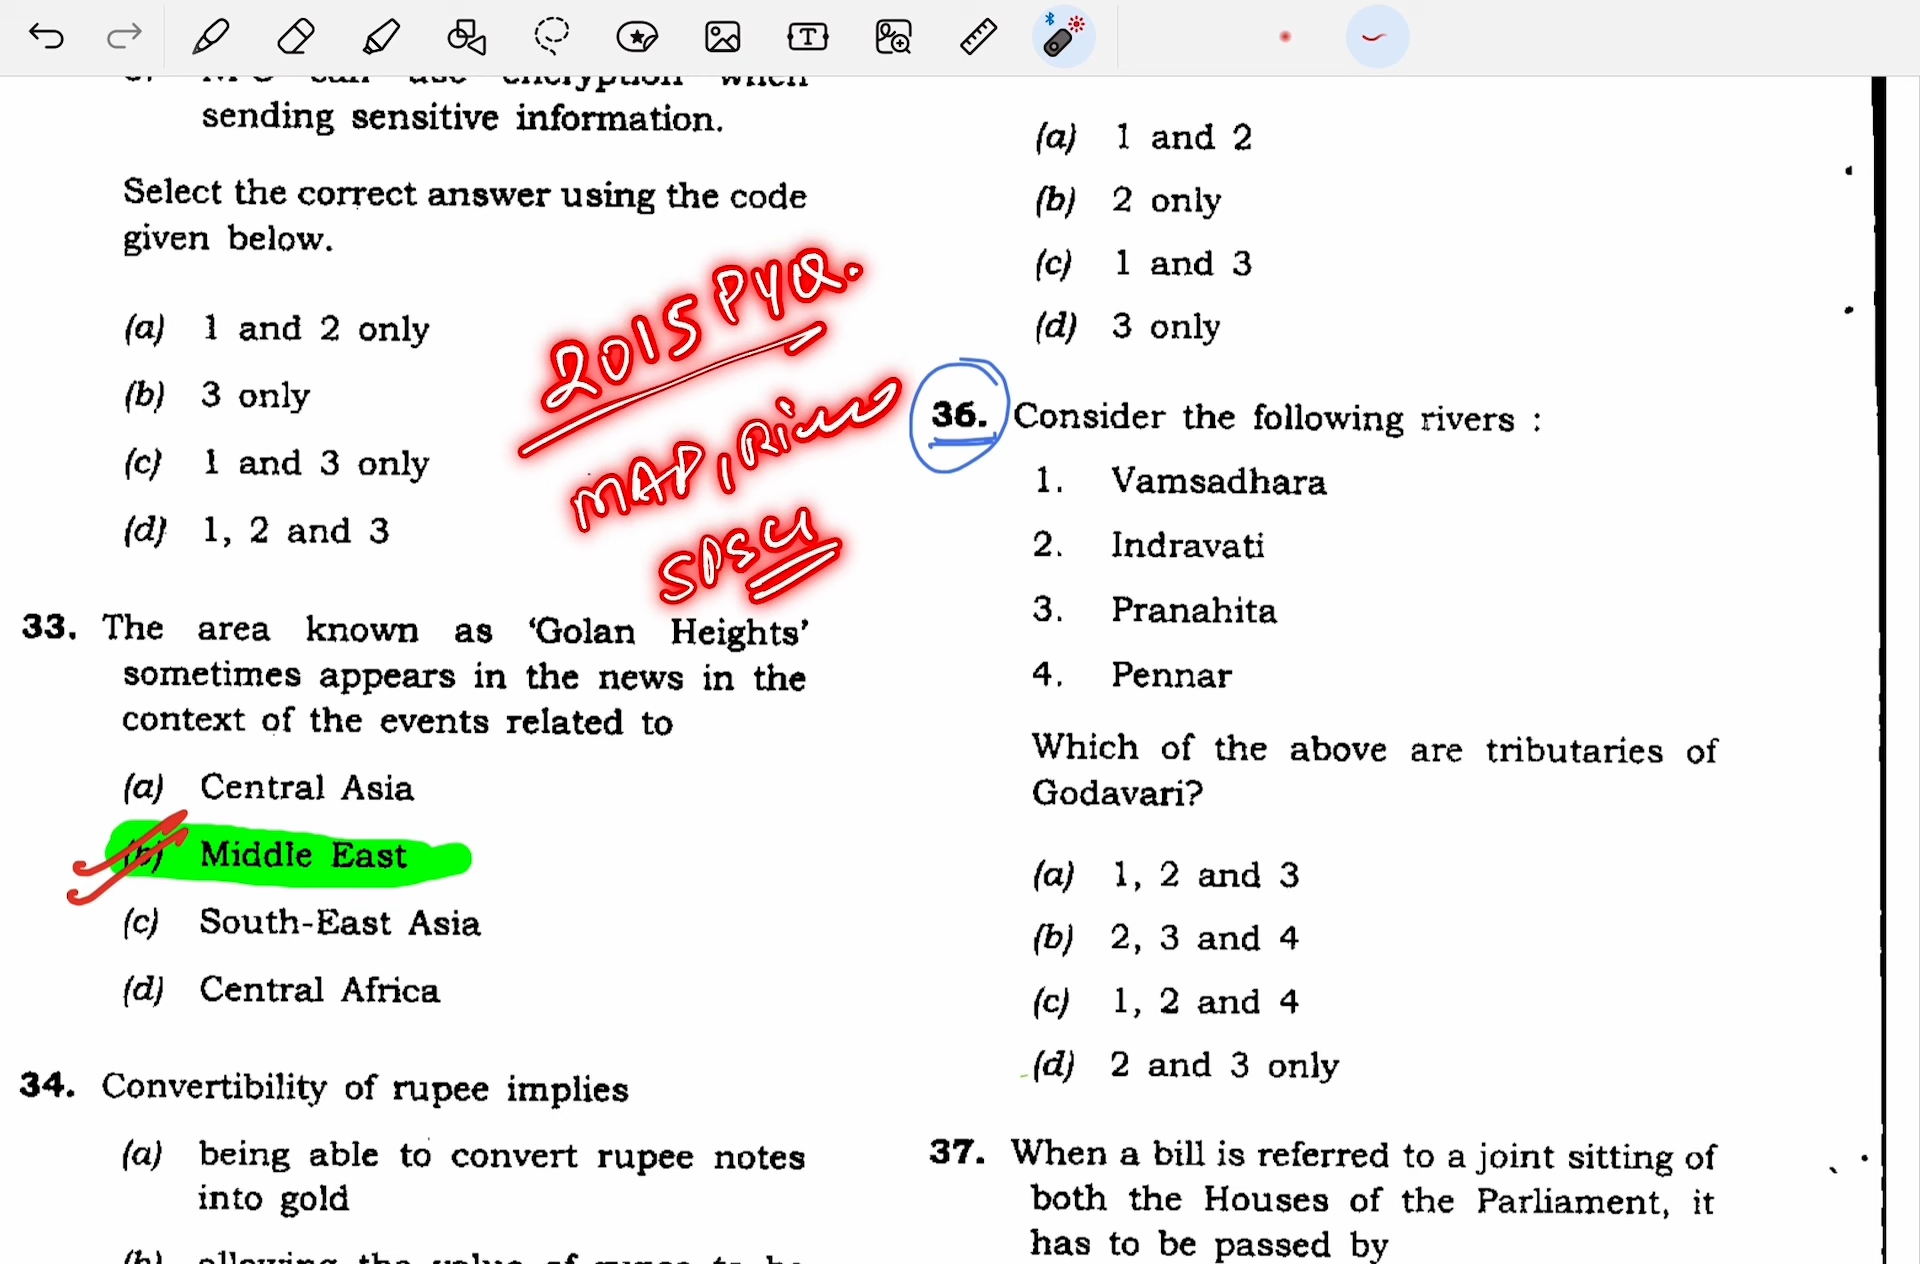 sending sensitive information.
Select the correct answer using the code
given below.
(a) 1 and 2 only
(b) 3 only
(c) 1 and 3 only
(d) 1, 2 and 3
2015 PYQ.
MAP, Rivers
33. The area known as ‘Golan Heights’
sometimes appears in the news in the
context of the events related to
(a) Central Asia
(b) Middle East
(c) South-East Asia
(d) Central Africa
34. Convertibility of rupee implies
(a) being able to convert rupee notes
into gold
(b) allowing the value of rupee to be
(a) 1 and 2
(b) 2 only
(c) 1 and 3
(d) 3 only
36. Consider the following rivers :
1. Vamsadhara
2. Indravati
3. Pranahita
4. Pennar
Which of the above are tributaries of
Godavari?
(a) 1, 2 and 3
(b) 2, 3 and 4
(c) 1, 2 and 4
(d) 2 and 3 only
37. When a bill is referred to a joint sitting of
both the Houses of the Parliament, it
has to be passed by